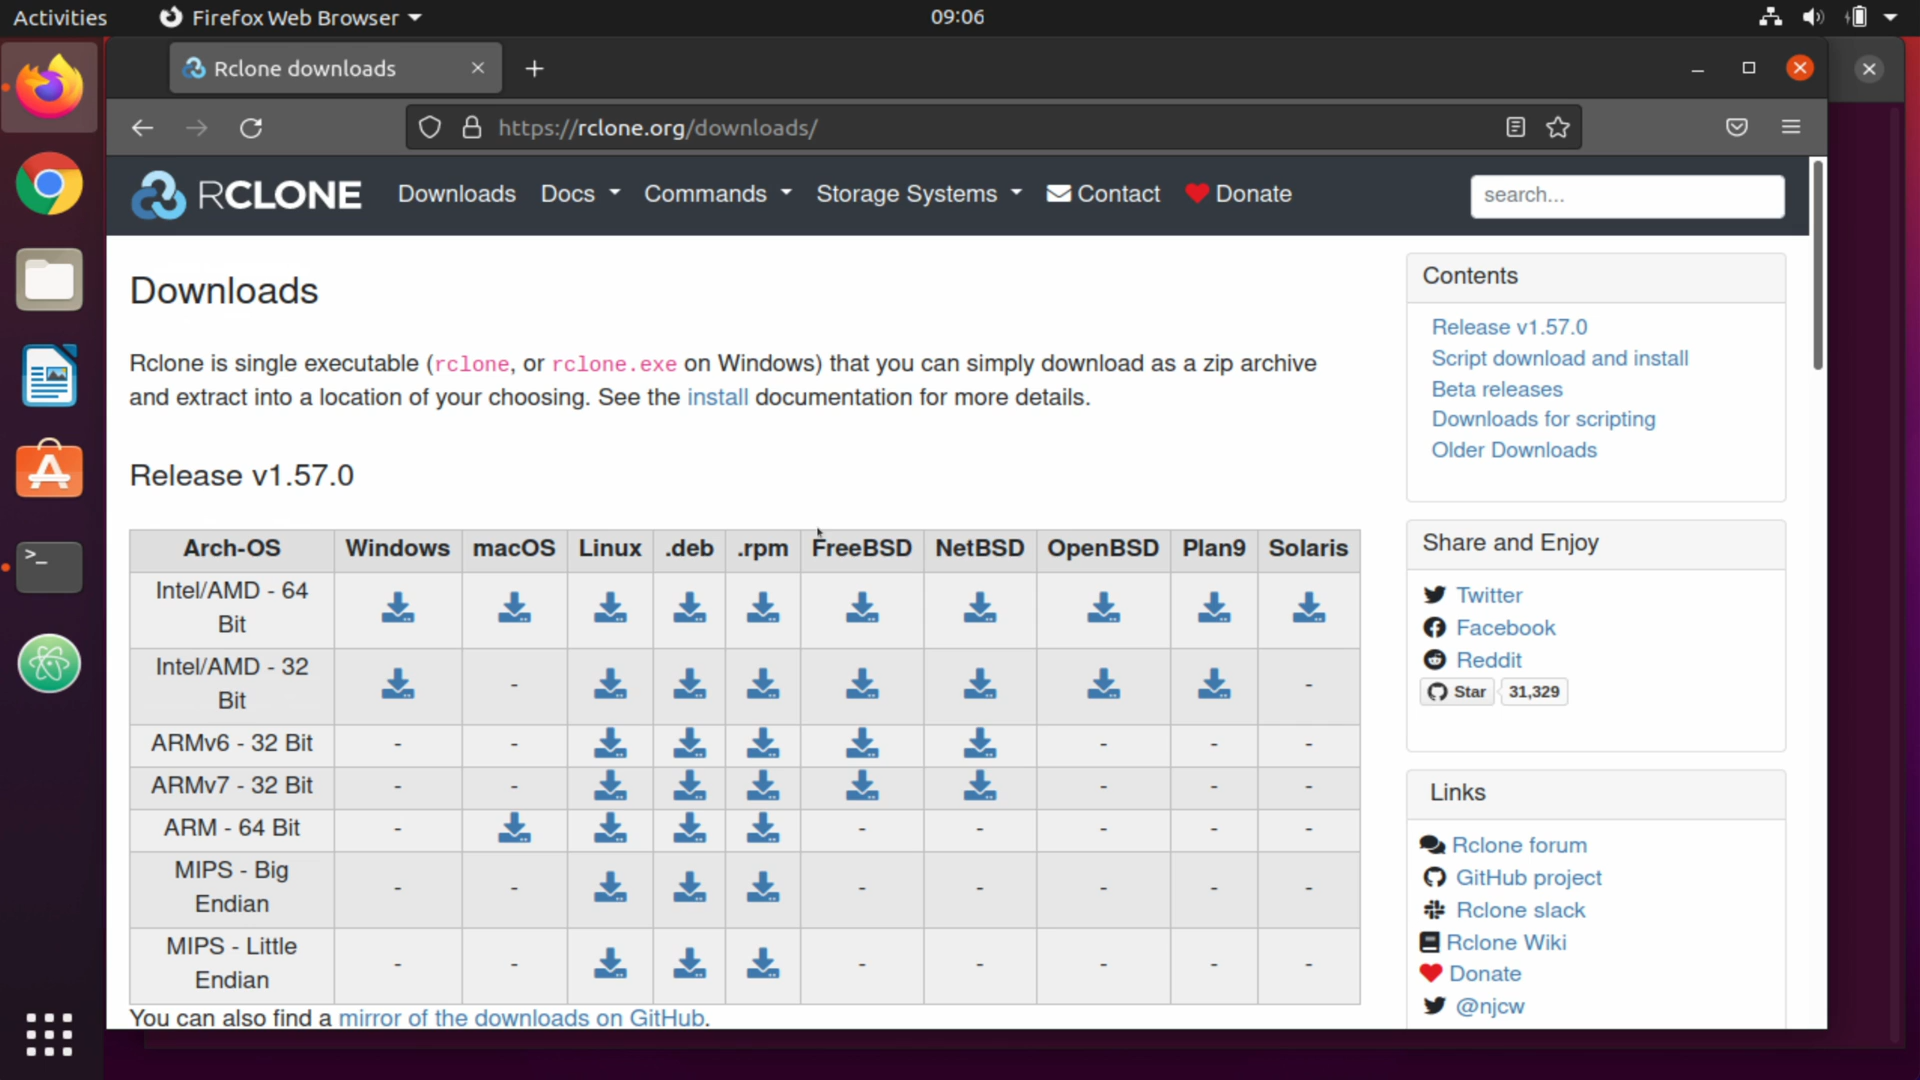 Activities Firefox Web Browser 09:06
Rclone downloads
https://rclone.org/downloads/
RCLONE Downloads Docs Commands Storage Systems Contact Donate search...
Downloads
Rclone is single executable (rclone, or rclone.exe on Windows) that you can simply download as a zip archive
and extract into a location of your choosing. See the install documentation for more details.
Release v1.57.0
Arch-OS Windows macOS Linux .deb .rpm FreeBSD NetBSD OpenBSD Plan9 Solaris
Intel/AMD - 64
Bit
Intel/AMD - 32
Bit - -
ARMv6 - 32 Bit - - - - -
ARMv7 - 32 Bit - - - - -
ARM - 64 Bit - - - - - -
MIPS - Big
Endian - - - - - - -
MIPS - Little
Endian - - - - - - -
You can also find a mirror of the downloads on GitHub.
Contents
Release v1.57.0
Script download and install
Beta releases
Downloads for scripting
Older Downloads
Share and Enjoy
Twitter
Facebook
Reddit
Star 31,329
Links
Rclone forum
GitHub project
Rclone slack
Rclone Wiki
Donate
@njcw